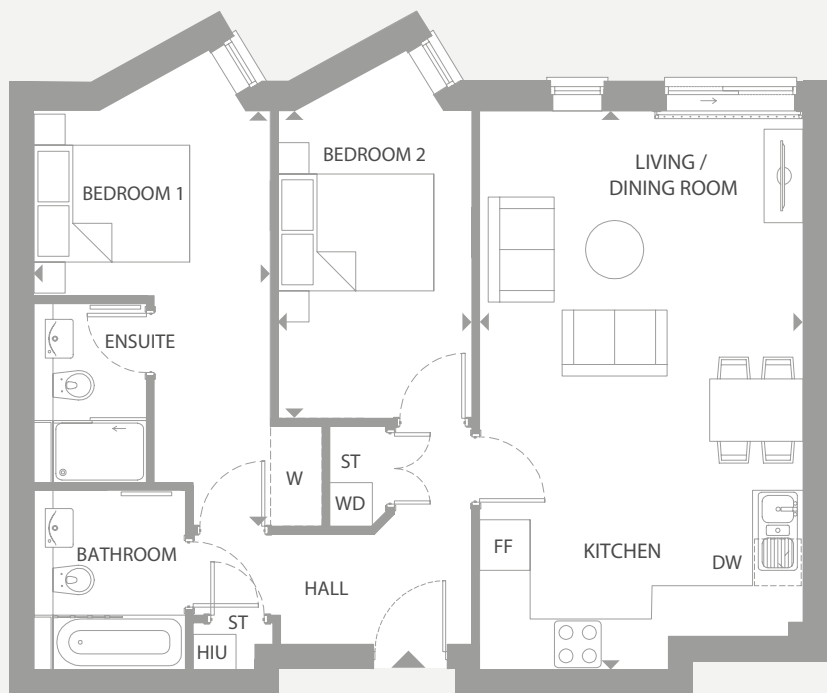 BEDROOM 1
BEDROOM 2
LIVING /
DINING ROOM
ENSUITE
W
ST
WD
BATHROOM
HALL
ST
HIU
FF
KITCHEN
DW